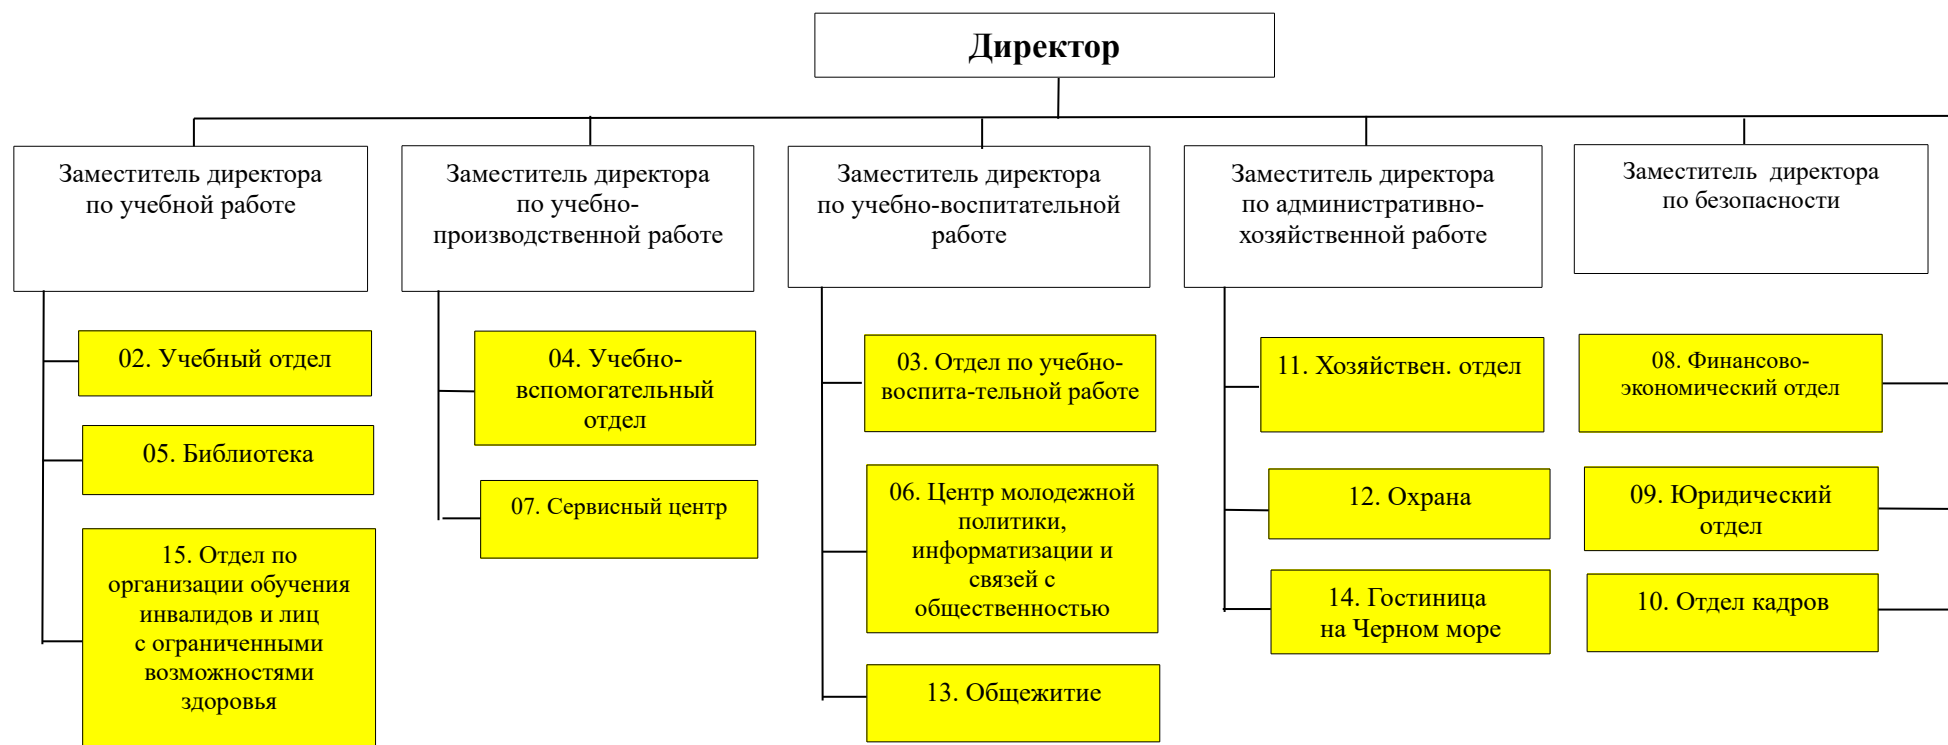 Директор
Заместитель директора
по учебной работе
Заместитель директора
по учебно-
производственной работе
Заместитель директора
по учебно-воспитательной
работе
Заместитель директора
по административно-
хозяйственной работе
Заместитель директора
по безопасности
02. Учебный отдел
05. Библиотека
15. Отдел по
организации обучения
инвалидов и лиц
с ограниченными
возможностями
здоровья
04. Учебно-
вспомогательный
отдел
07. Сервисный центр
03. Отдел по учебно-
воспита-тельной работе
06. Центр молодежной
политики,
информатизации и
связей с
общественностью
13. Общежитие
11. Хозяйствен. отдел
12. Охрана
14. Гостиница
на Черном море
08. Финансово-
экономический отдел
09. Юридический
отдел
10. Отдел кадров